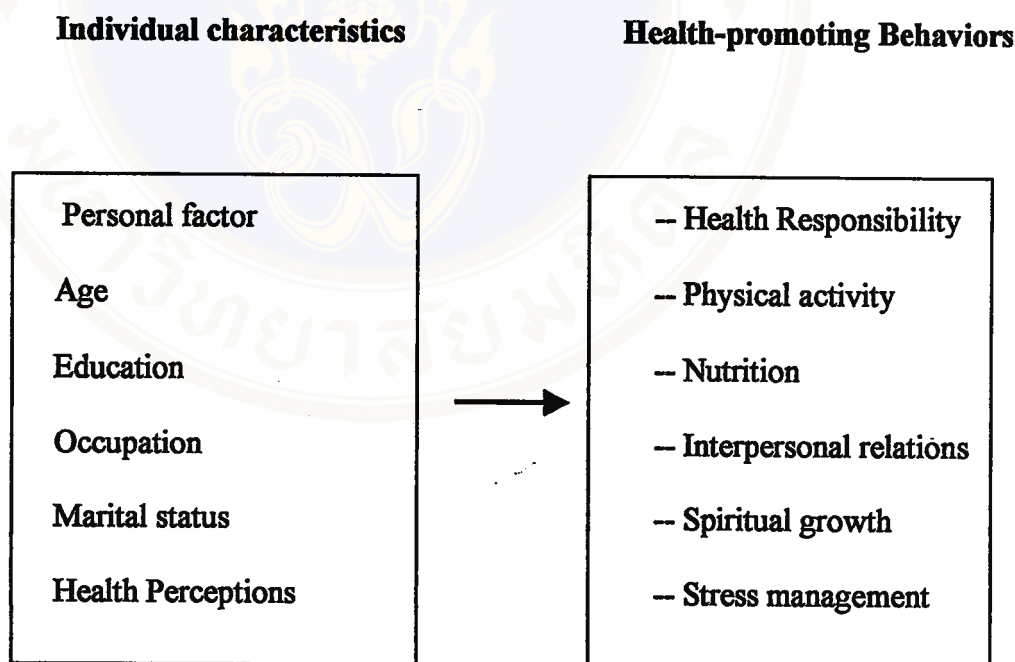 Individual characteristics
Health-promoting Behaviors
Personal factor
Age
Education
Occupation
Marital status
Health Perceptions
-- Health Responsibility
-- Physical activity
-- Nutrition
-- Interpersonal relations
-- Spiritual growth
-- Stress management